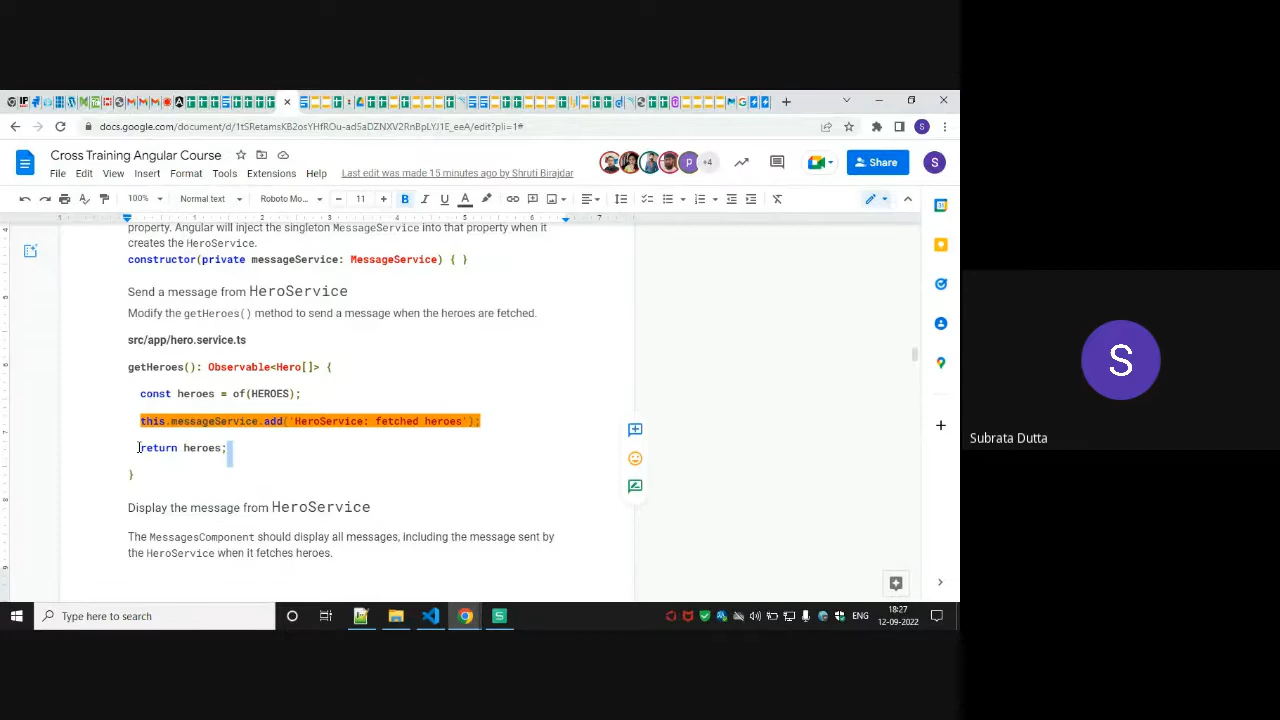 docs.google.com/document/d/1tSRetamsKB2osYHfROu-ad5aDZNXV2RnBpLYJ1E_eeA/edit?pli=1#
S
Cross Training Angular Course
P
+4
Share
S
File Edit View Insert Format Tools Extensions Help
Last edit was made 15 minutes ago by Shruti Birajdar
100% Normal text Roboto Mo... 11
property. Angular will inject the singleton MessageService into that property when it
creates the HeroService.
constructor(private messageService: MessageService) { }
Send a message from HeroService
Modify the getHeroes() method to send a message when the heroes are fetched.
src/app/hero.service.ts
getHeroes(): Observable<Hero[]> {
const heroes = of(HEROES);
this.messageService.add('HeroService: fetched heroes');
return heroes;
}
Display the message from HeroService
The MessagesComponent should display all messages, including the message sent by
the HeroService when it fetches heroes.
S
Subrata Dutta
Type here to search
ENG
18:27
12-09-2022